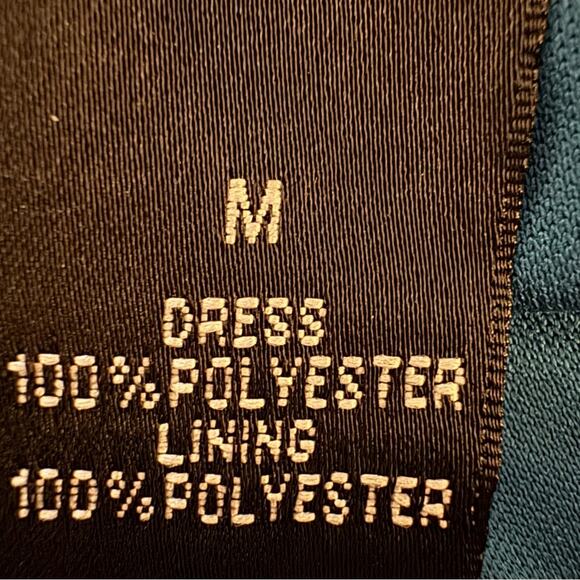 M
DRESS
100% POLYESTER
LINING
100% POLYESTER